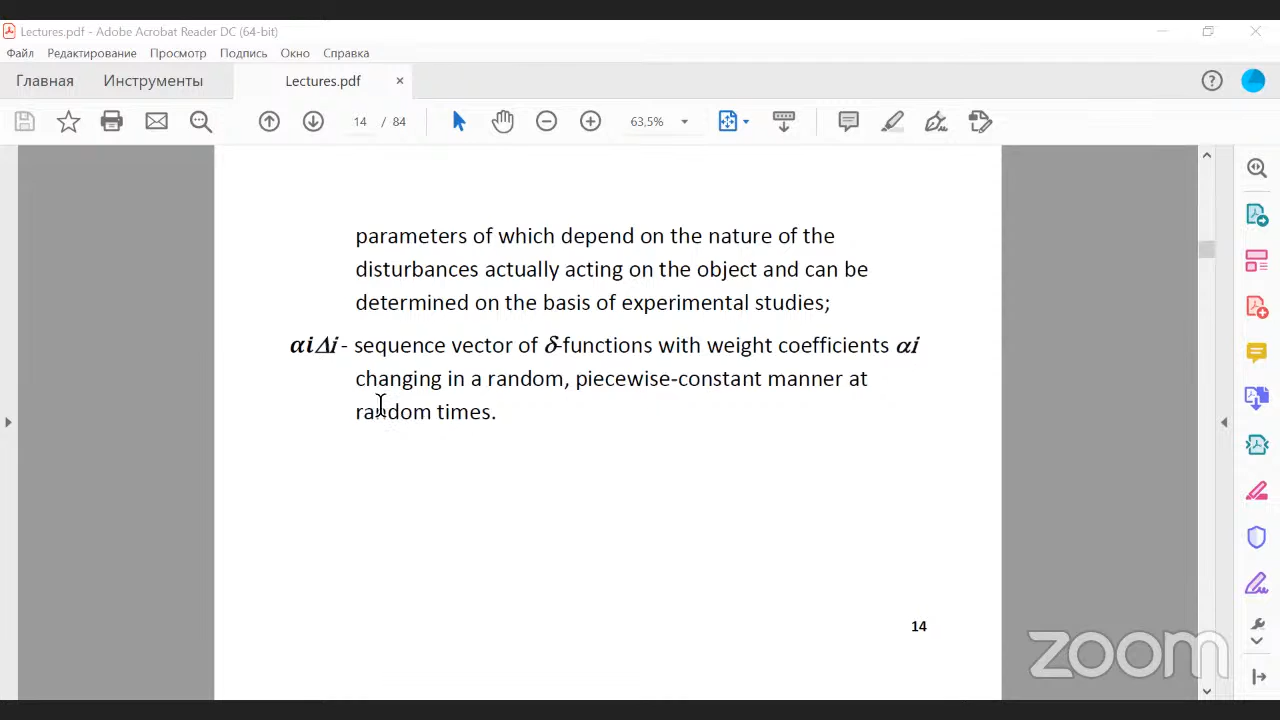 Lectures.pdf - Adobe Acrobat Reader DC (64-bit)
Файл Редактирование Просмотр Подпись Окно Справка
Главная Инструменты Lectures.pdf
14 / 84 63,5%
parameters of which depend on the nature of the
disturbances actually acting on the object and can be
determined on the basis of experimental studies;
αiΔi - sequence vector of δ-functions with weight coefficients αi
changing in a random, piecewise-constant manner at
random times.
14
zoom